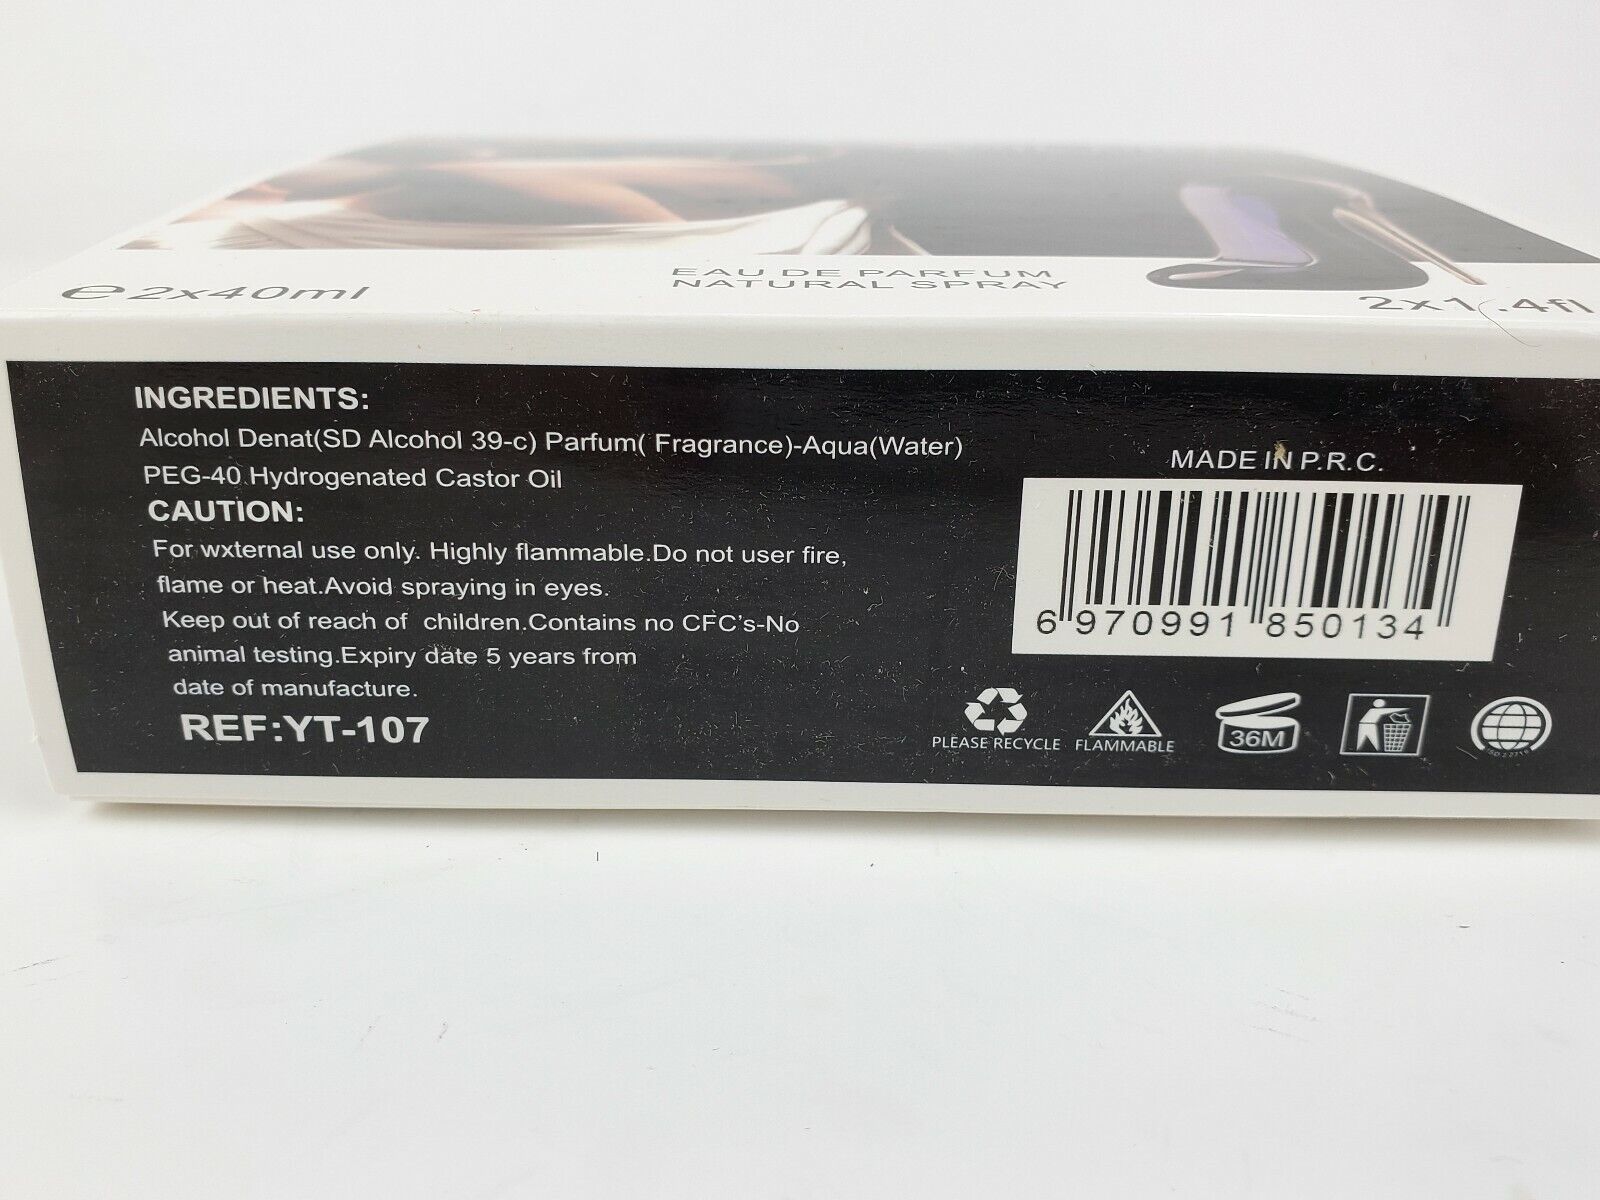 ℮2x40ml
EAU DE PARFUM
NATURAL SPRAY
2x1.4fl
INGREDIENTS:
Alcohol Denat(SD Alcohol 39-c) Parfum( Fragrance)-Aqua(Water)
PEG-40 Hydrogenated Castor Oil
CAUTION:
For wxternal use only. Highly flammable.Do not user fire,
flame or heat.Avoid spraying in eyes.
Keep out of reach of children.Contains no CFC's-No
animal testing.Expiry date 5 years from
date of manufacture.
REF:YT-107
MADE IN P.R.C.
6 970991 850134
PLEASE RECYCLE
FLAMMABLE
36M